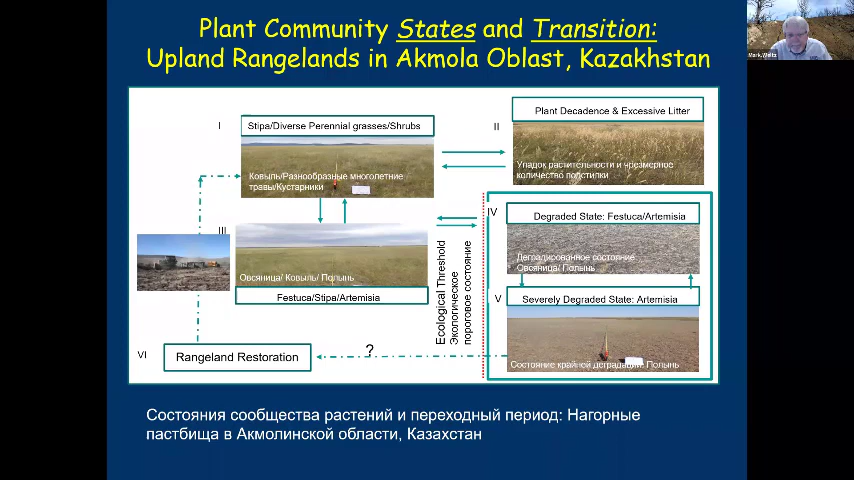 Plant Community States and Transition:
Upland Rangelands in Akmola Oblast, Kazakhstan
Mark Weltz
I
Stipa/Diverse Perennial grasses/Shrubs
Ковыль/Разнообразные многолетние
травы/Кустарники
II
Plant Decadence & Excessive Litter
Упадок растительности и чрезмерное
количество подстилки
III
Овсяница/ Ковыль/ Полынь
Festuca/Stipa/Artemisia
Ecological Threshold
Экологическое
пороговое состояние
IV
Degraded State: Festuca/Artemisia
Деградированное состояние
Овсяница/ Полынь
V
Severely Degraded State: Artemisia
Состояние крайной деградации: Полынь
VI
Rangeland Restoration
?
Состояния сообщества растений и переходный период: Нагорные
пастбища в Акмолинской области, Казахстан